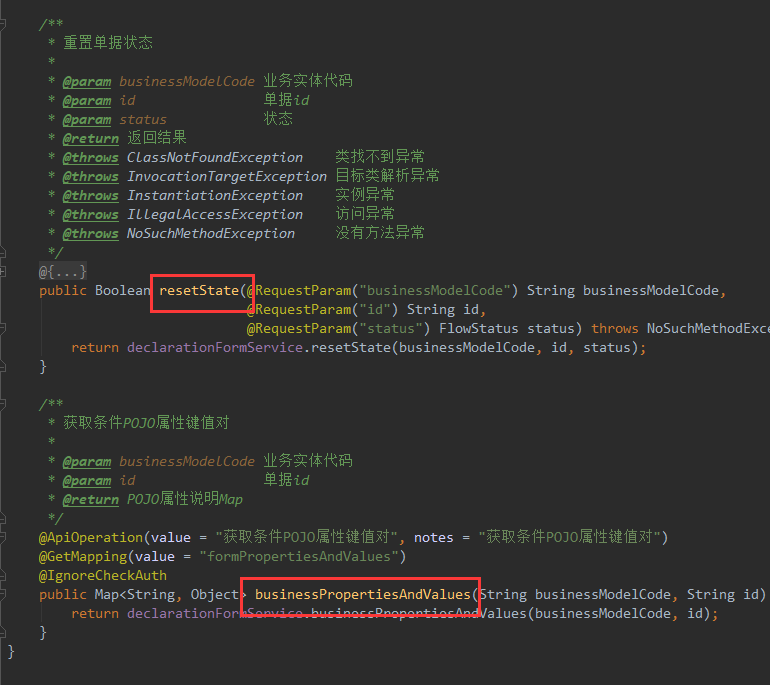 /**
* 重置单据状态
*
* @param businessModelCode 业务实体代码
* @param id 单据id
* @param status 状态
* @return 返回结果
* @throws ClassNotFoundException 类找不到异常
* @throws InvocationTargetException 目标类解析异常
* @throws InstantiationException 实例异常
* @throws IllegalAccessException 访问异常
* @throws NoSuchMethodException 没有方法异常
*/
@{...}
public Boolean resetState(@RequestParam("businessModelCode") String businessModelCode,
@RequestParam("id") String id,
@RequestParam("status") FlowStatus status) throws NoSuchMethodExce
return declarationFormService.resetState(businessModelCode, id, status);
}
/**
* 获取条件POJO属性键值对
*
* @param businessModelCode 业务实体代码
* @param id 单据id
* @return POJO属性说明Map
*/
@ApiOperation(value = "获取条件POJO属性键值对", notes = "获取条件POJO属性键值对")
@GetMapping(value = "formPropertiesAndValues")
@IgnoreCheckAuth
public Map<String, Object> businessPropertiesAndValues(String businessModelCode, String id)
return declarationFormService.businessPropertiesAndValues(businessModelCode, id);
}
}